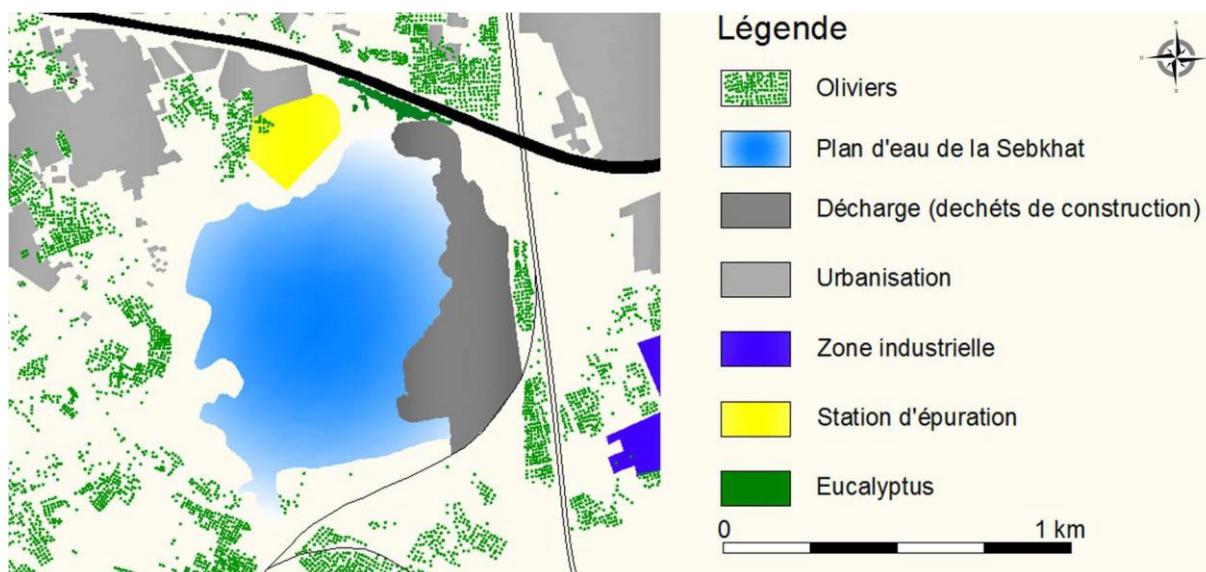 Légende
Oliviers
Plan d'eau de la Sebkhat
Décharge (dechéts de construction)
Urbanisation
Zone industrielle
Station d'épuration
Eucalyptus
0 1 km
N